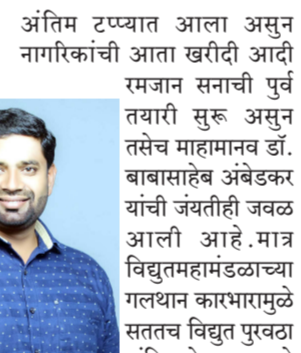 अंतिम टप्प्यात आला असुन
नागरिकांची आता खरीदी आदी
रमजान सनाची पुर्व
तयारी सुरू असुन
तसेच माहामानव डॉ.
बाबासाहेब अंबेडकर
यांची जयंतीही जवळ
आली आहे.मात्र
विद्युतमहामंडळाच्या
गलथान कारभारामुळे
सततच विद्युत पुरवठा